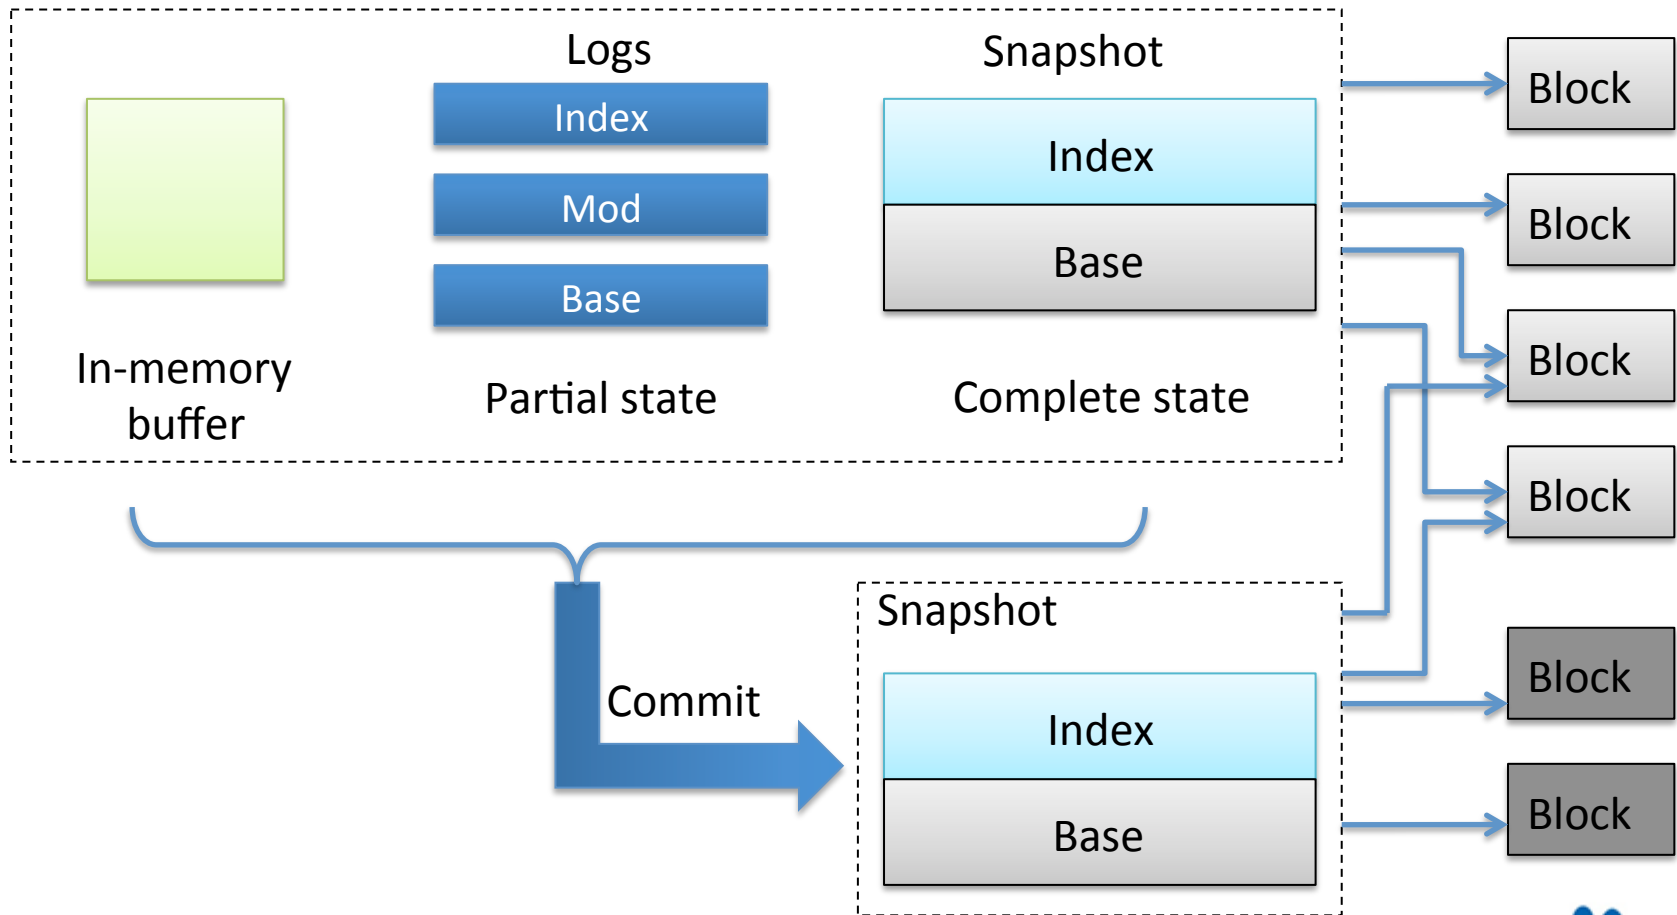 Logs
Index
Mod
Base
Partial state
In-memory
buffer
Snapshot
Index
Base
Complete state
Block
Block
Block
Block
Commit
Snapshot
Index
Base
Block
Block